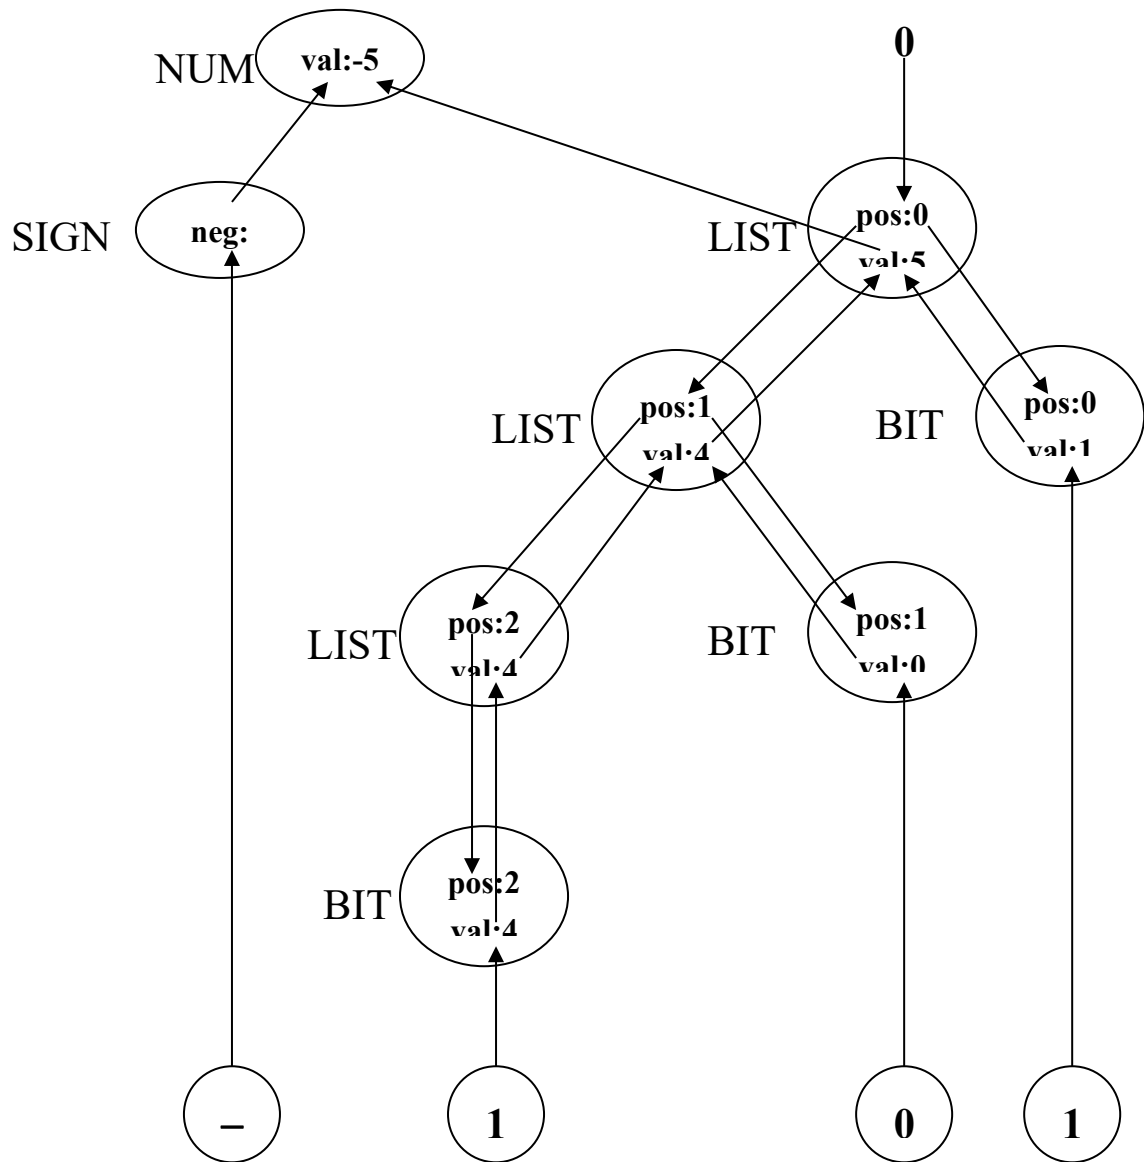 NUM val:-5
0
SIGN neg:
LIST pos:0
val:5
LIST pos:1
val:4
BIT pos:0
val:1
LIST pos:2
val:4
BIT pos:1
val:0
BIT pos:2
val:4
– 1 0 1